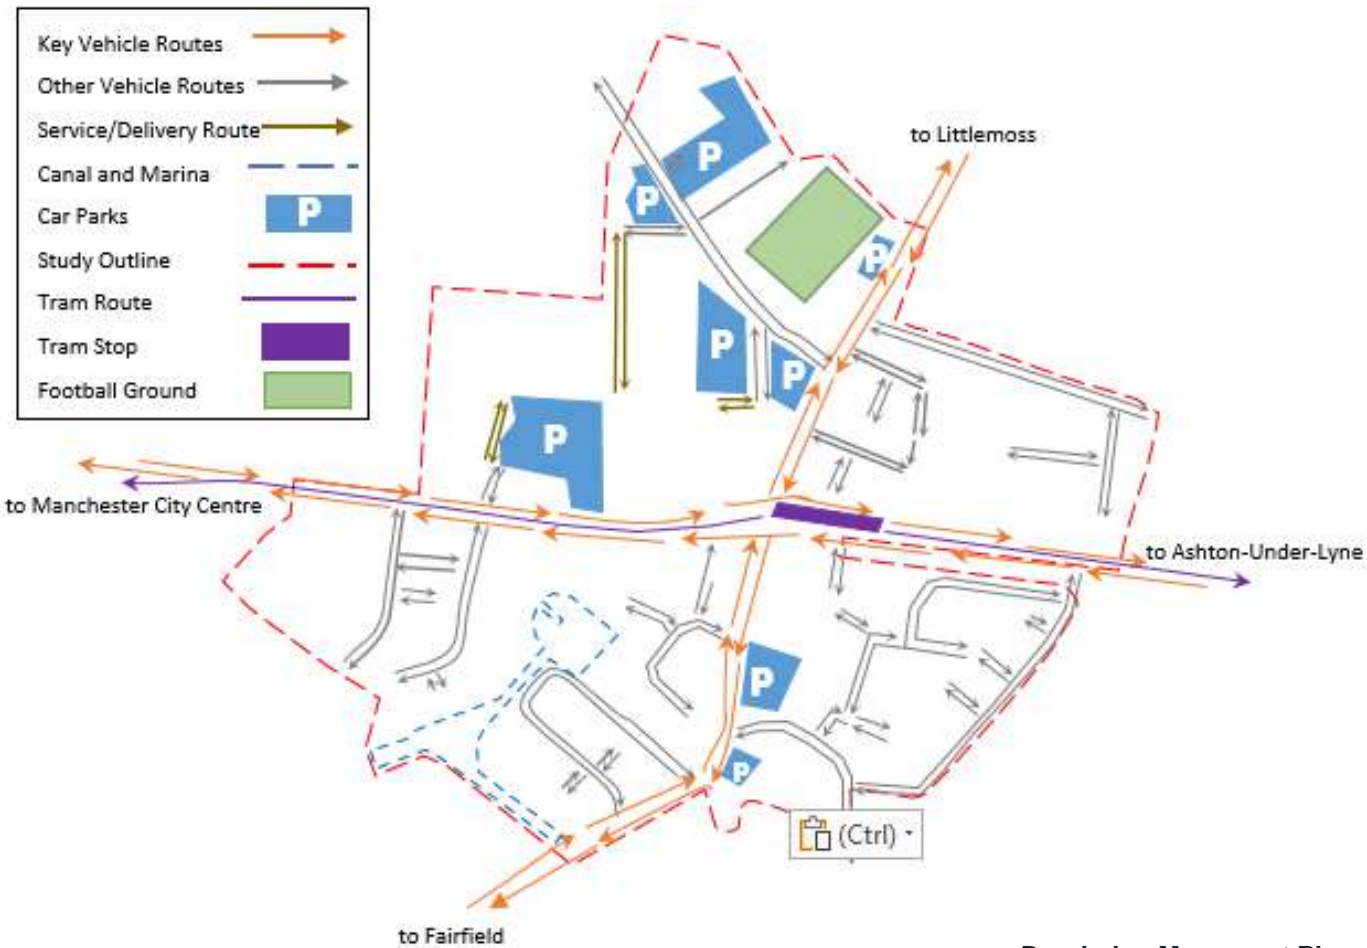 Key Vehicle Routes
Other Vehicle Routes
Service/Delivery Route
Canal and Marina
Car Parks
P
Study Outline
Tram Route
Tram Stop
Football Ground
to Littlemoss
P
P
P
P
P
P
to Manchester City Centre
to Ashton-Under-Lyne
P
P
(Ctrl)
to Fairfield